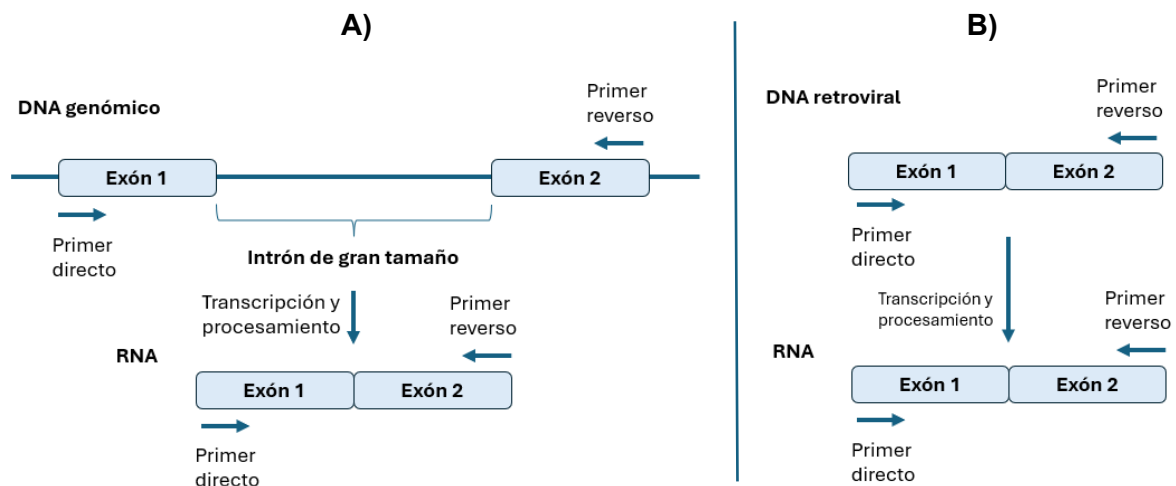 A)
DNA genómico
Primer
reverso
Exón 1
Exón 2
Primer
directo
Intrón de gran tamaño
Transcripción y
procesamiento
Primer
reverso
RNA
Exón 1
Exón 2
Primer
directo
B)
DNA retroviral
Primer
reverso
Exón 1
Exón 2
Primer
directo
Transcripción y
procesamiento
Primer
reverso
RNA
Exón 1
Exón 2
Primer
directo